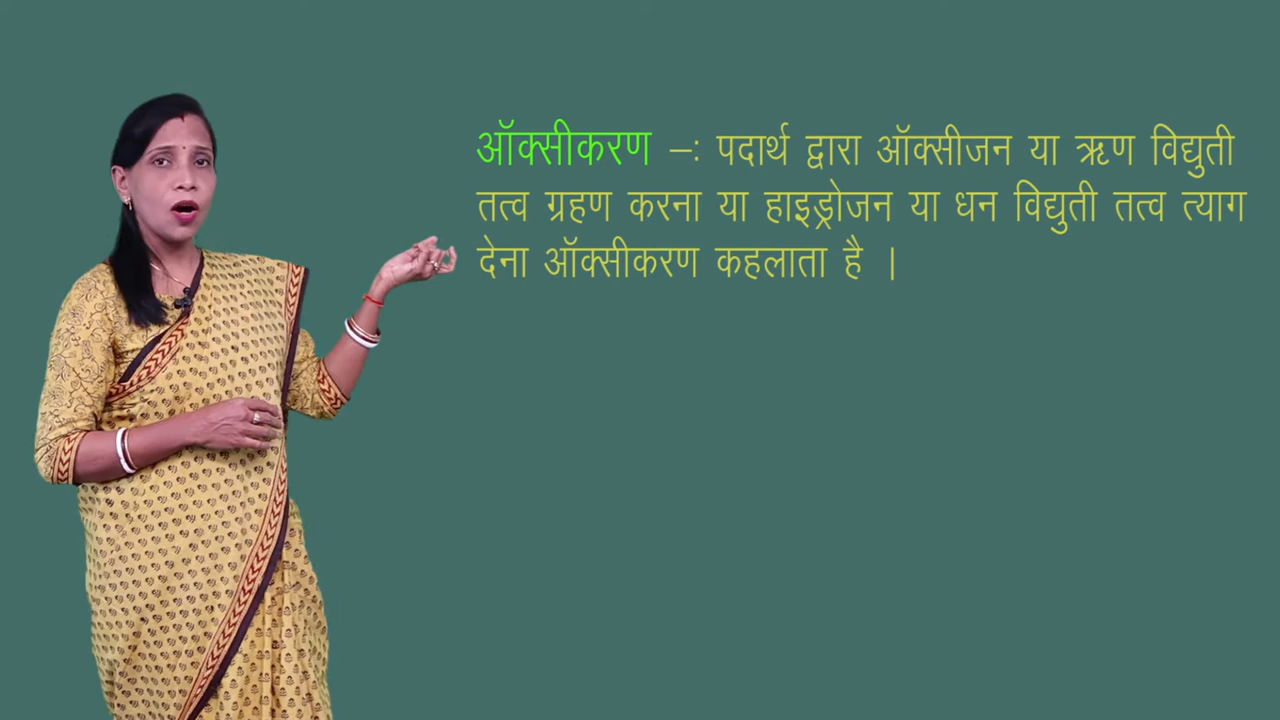 ऑक्सीकरण –: पदार्थ द्वारा ऑक्सीजन या ऋण विद्युती
तत्व ग्रहण करना या हाइड्रोजन या धन विद्युती तत्व त्याग
देना ऑक्सीकरण कहलाता है ।